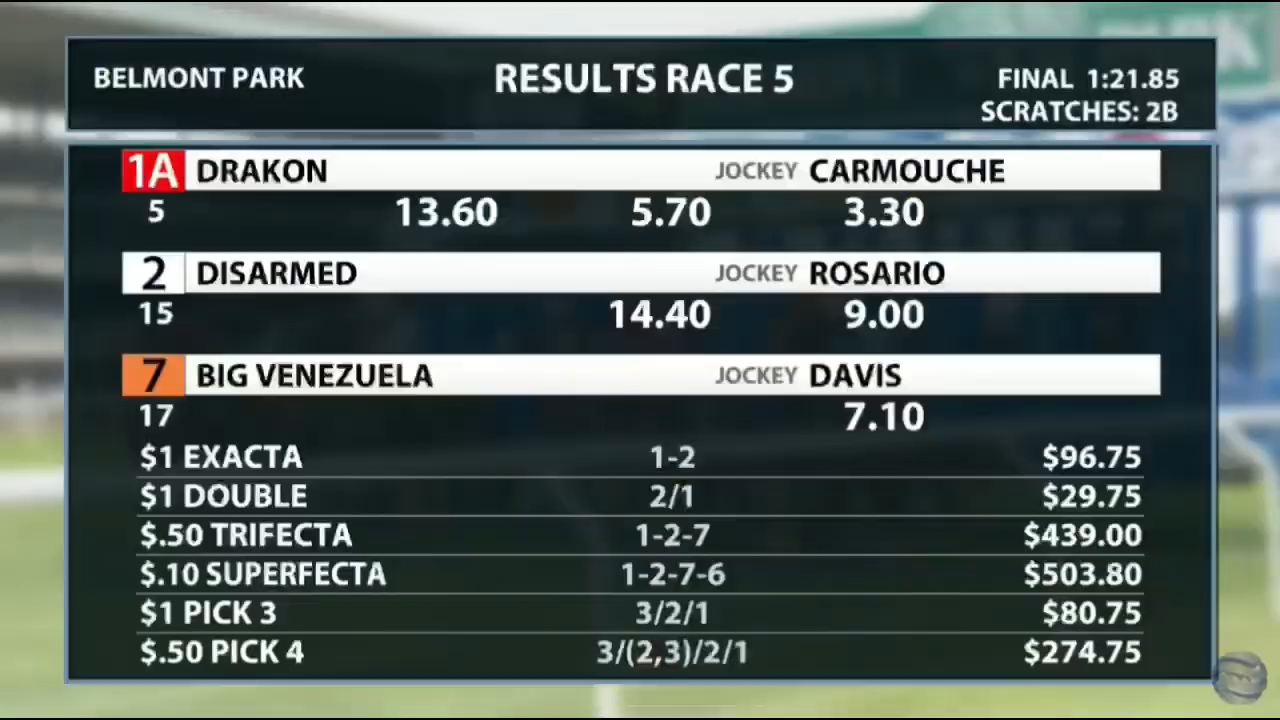 BELMONT PARK RESULTS RACE 5 FINAL 1:21.85
SCRATCHES: 2B
1A DRAKON JOCKEY CARMOUCHE
5 13.60 5.70 3.30
2 DISARMED JOCKEY ROSARIO
15 14.40 9.00
7 BIG VENEZUELA JOCKEY DAVIS
17 7.10
$1 EXACTA 1-2 $96.75
$1 DOUBLE 2/1 $29.75
$.50 TRIFECTA 1-2-7 $439.00
$.10 SUPERFECTA 1-2-7-6 $503.80
$1 PICK 3 3/2/1 $80.75
$.50 PICK 4 3/(2,3)/2/1 $274.75